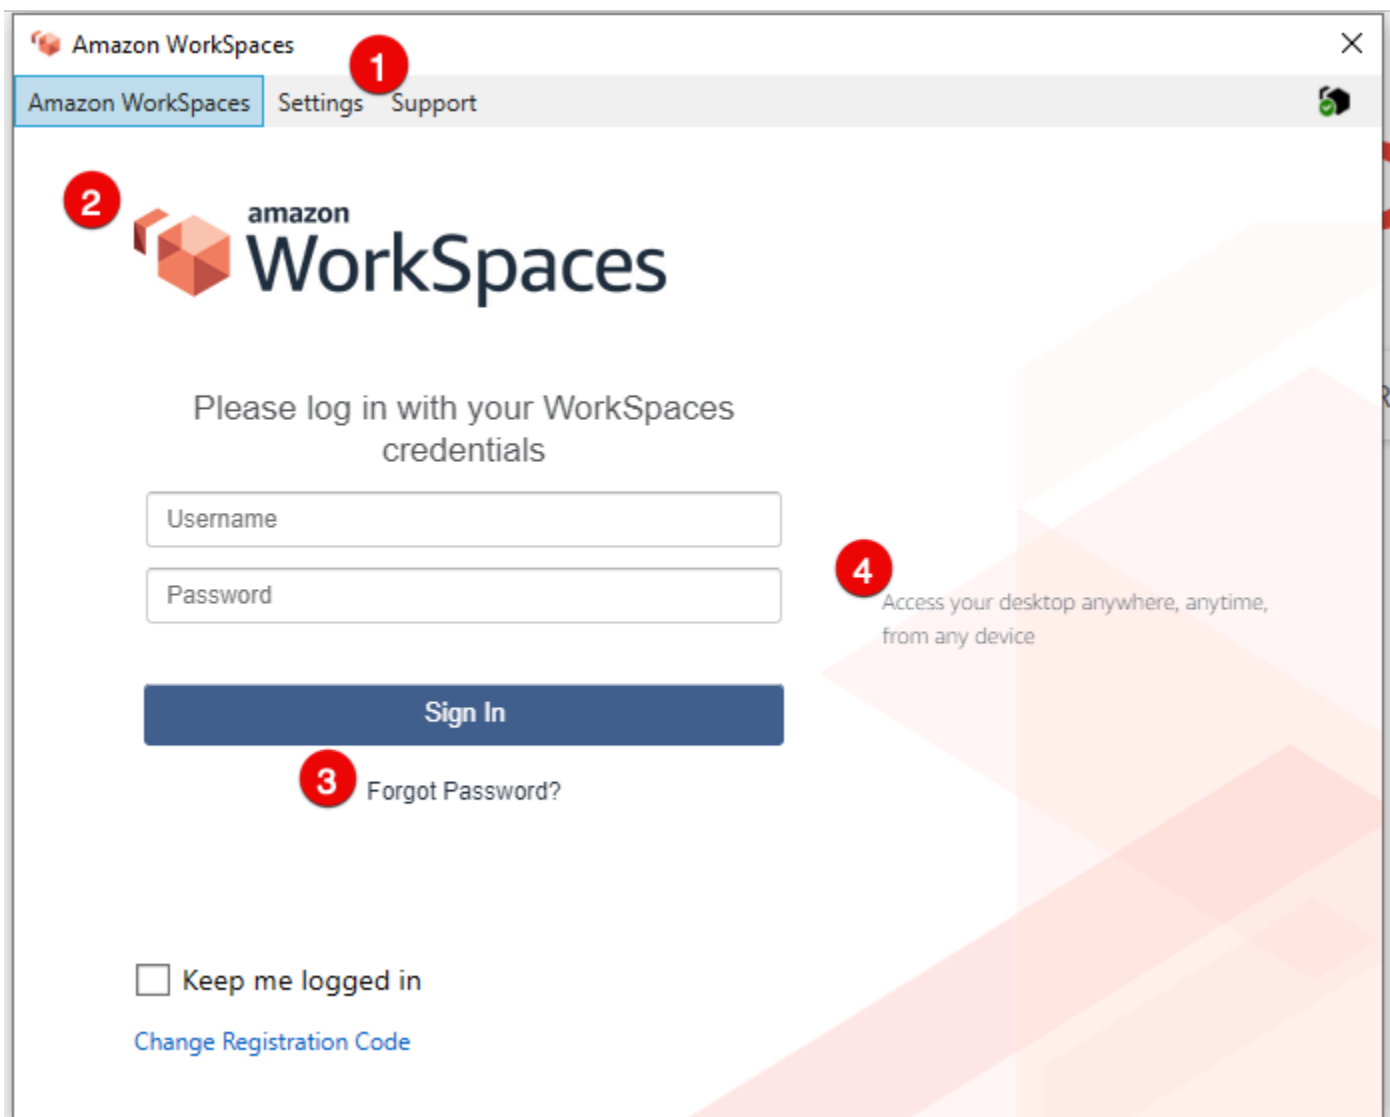 Amazon WorkSpaces
1
Amazon WorkSpaces Settings Support
2
amazon
WorkSpaces
Please log in with your WorkSpaces
credentials
Username
Password
4
Access your desktop anywhere, anytime,
from any device
Sign In
3
Forgot Password?
Keep me logged in
Change Registration Code